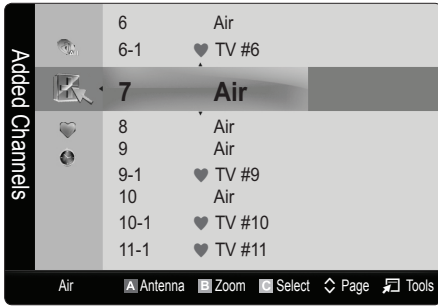 Added Channels
6 Air
6-1 ♥ TV #6
7 Air
8 Air
9 Air
9-1 ♥ TV #9
10 Air
10-1 ♥ TV #10
11-1 ♥ TV #11
Air A Antenna B Zoom C Select Page Tools